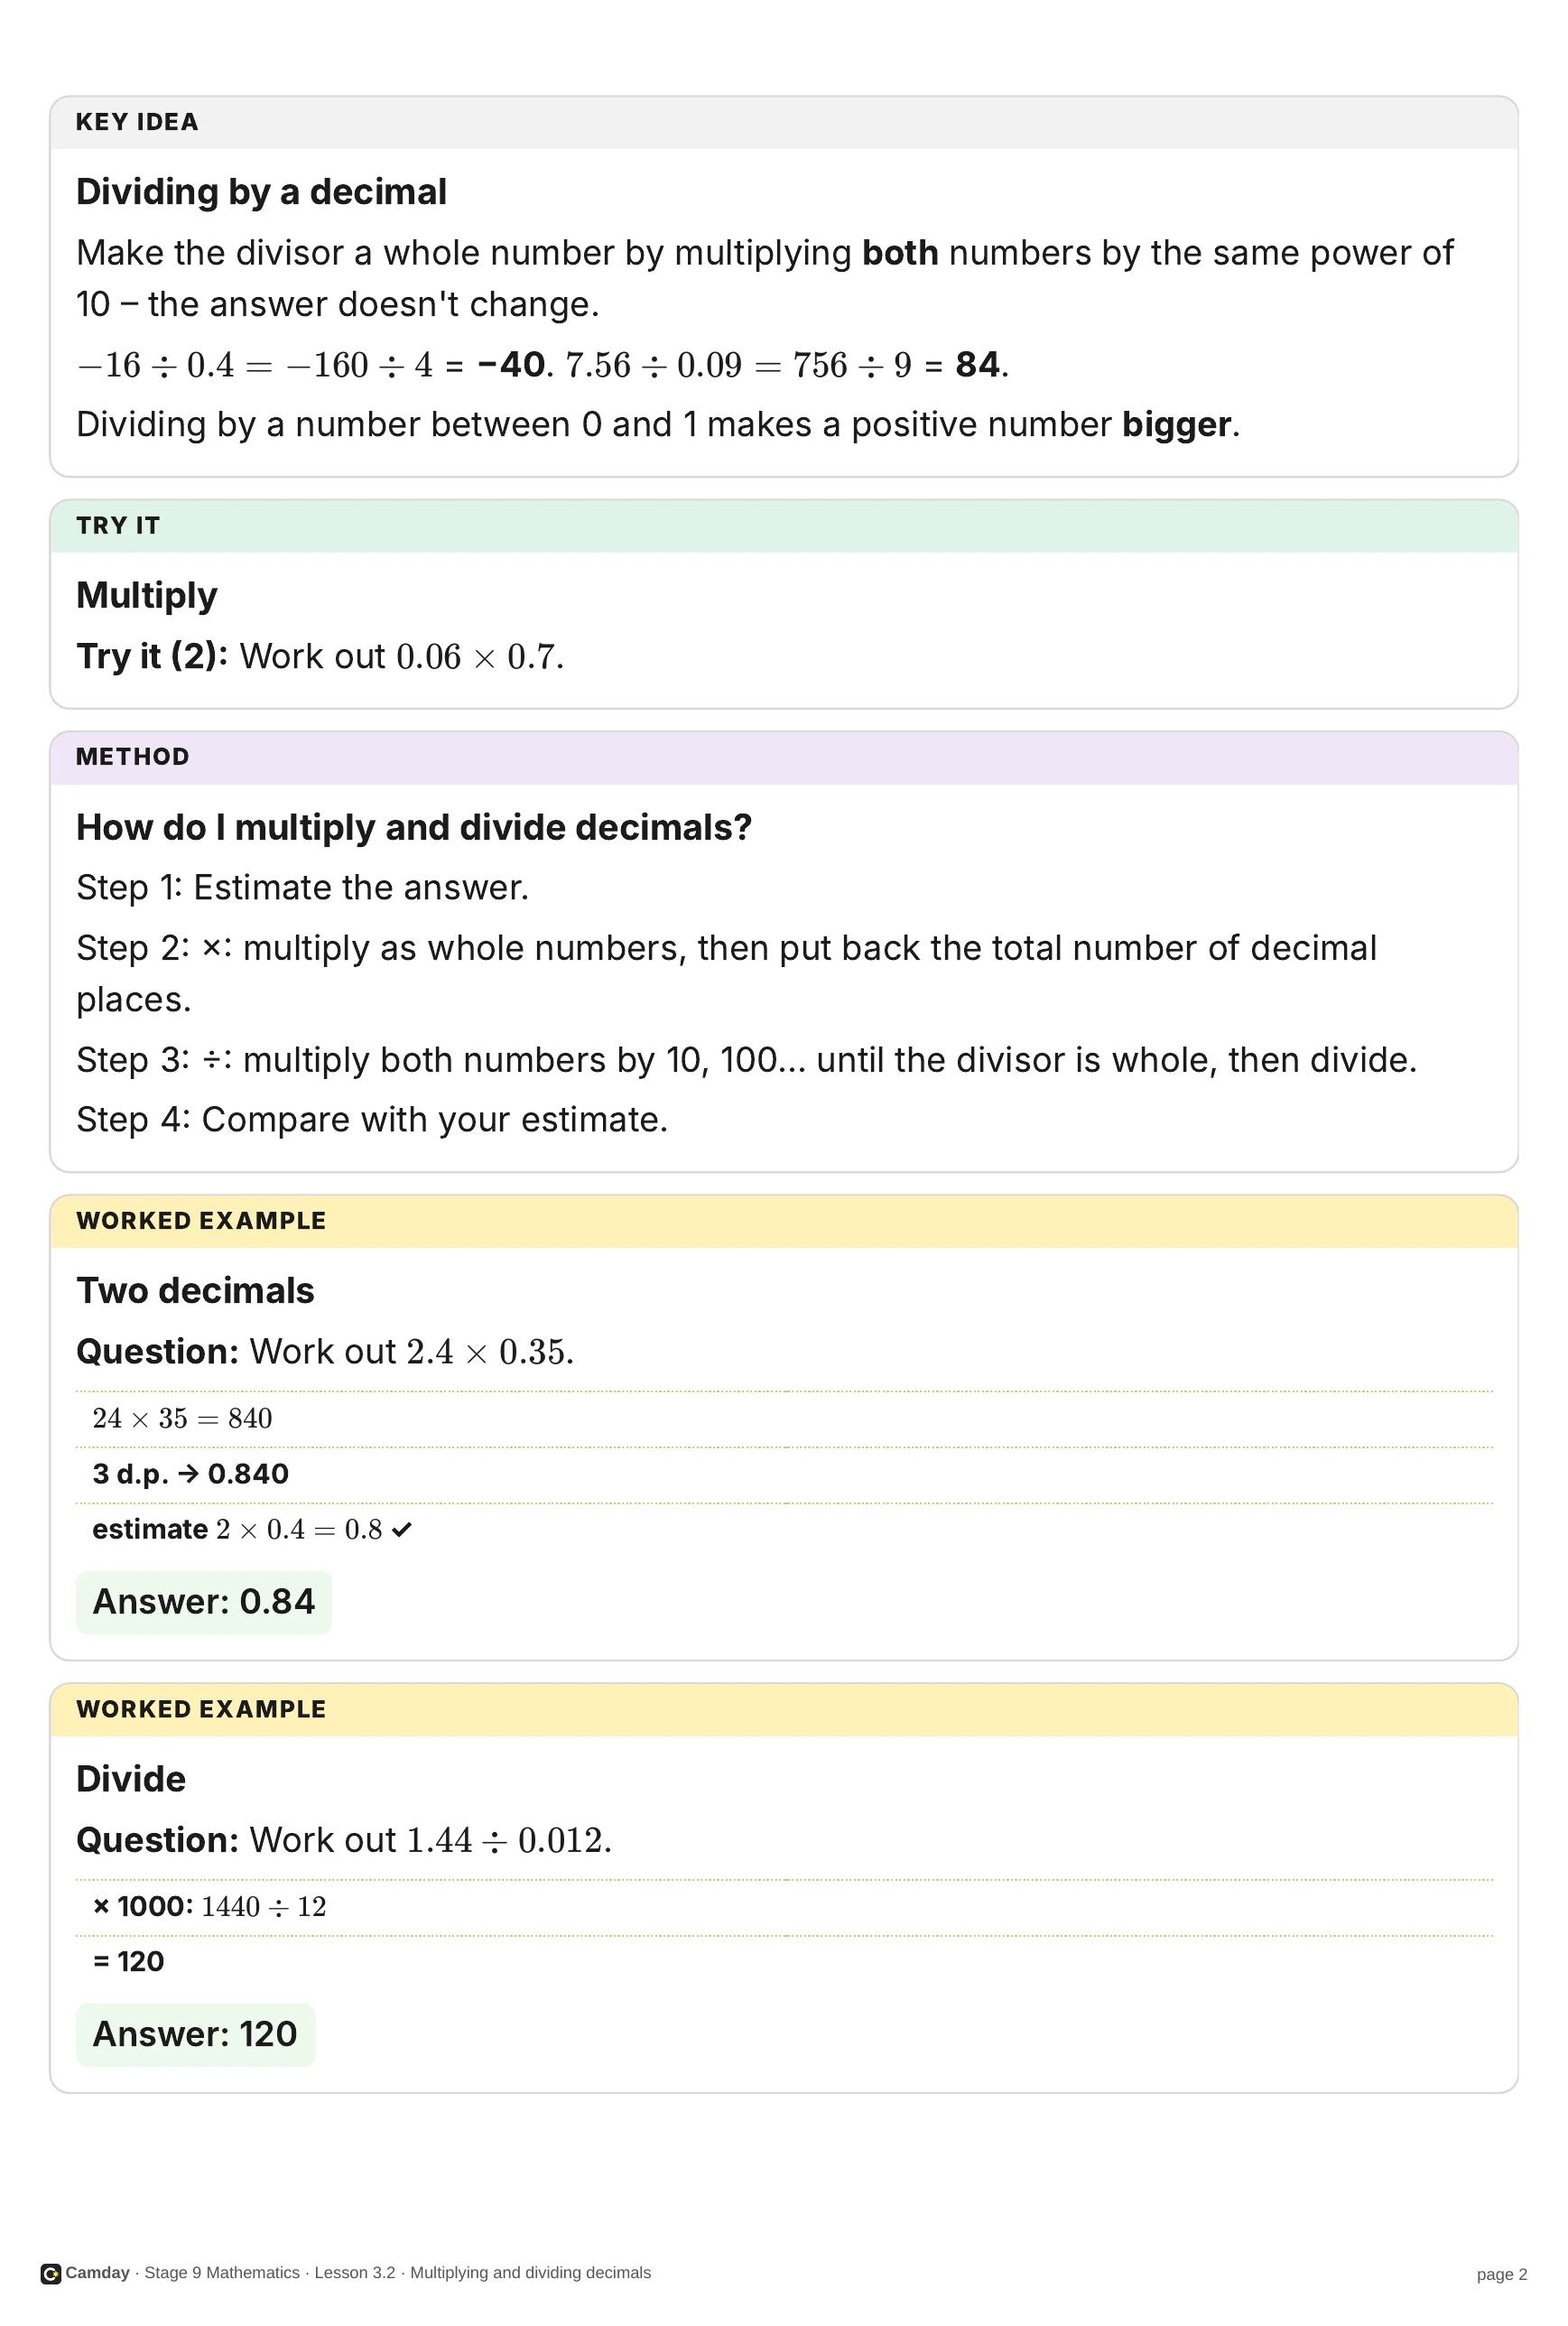 KEY IDEA
Dividing by a decimal
Make the divisor a whole number by multiplying both numbers by the same power of
10 – the answer doesn't change.
−16 ÷ 0.4 = −160 ÷ 4 = −40. 7.56 ÷ 0.09 = 756 ÷ 9 = 84.
Dividing by a number between 0 and 1 makes a positive number bigger.
TRY IT
Multiply
Try it (2): Work out 0.06 × 0.7.
METHOD
How do I multiply and divide decimals?
Step 1: Estimate the answer.
Step 2: ×: multiply as whole numbers, then put back the total number of decimal
places.
Step 3: ÷: multiply both numbers by 10, 100... until the divisor is whole, then divide.
Step 4: Compare with your estimate.
WORKED EXAMPLE
Two decimals
Question: Work out 2.4 × 0.35.
24 × 35 = 840
3 d.p. → 0.840
estimate 2 × 0.4 = 0.8 ✓
Answer: 0.84
WORKED EXAMPLE
Divide
Question: Work out 1.44 ÷ 0.012.
× 1000: 1440 ÷ 12
= 120
Answer: 120
Camday · Stage 9 Mathematics · Lesson 3.2 · Multiplying and dividing decimals
page 2